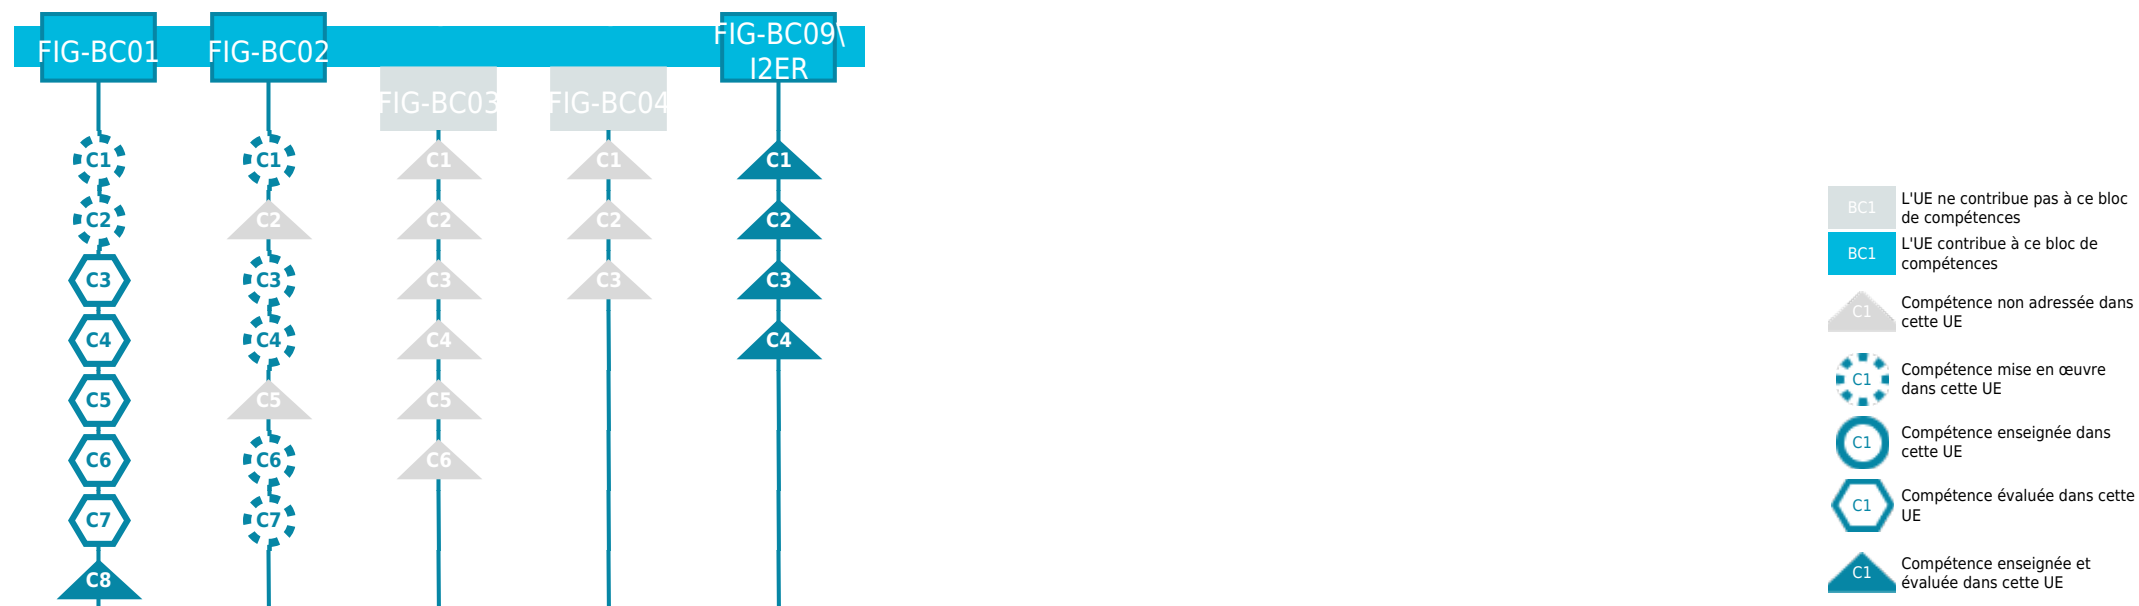 FIG-BC01
FIG-BC02
FIG-BC03
FIG-BC04
FIG-BC09\
I2ER
C1
C2
C3
C4
C5
C6
C7
C8
C1
C2
C3
C4
C5
C6
C7
C1
C2
C3
C4
C5
C6
C1
C2
C3
C1
C2
C3
C4
BC1
L'UE ne contribue pas à ce bloc
de compétences
BC1
L'UE contribue à ce bloc de
compétences
C1
Compétence non adressée dans
cette UE
C1
Compétence mise en œuvre
dans cette UE
C1
Compétence enseignée dans
cette UE
C1
Compétence évaluée dans cette
UE
C1
Compétence enseignée et
évaluée dans cette UE